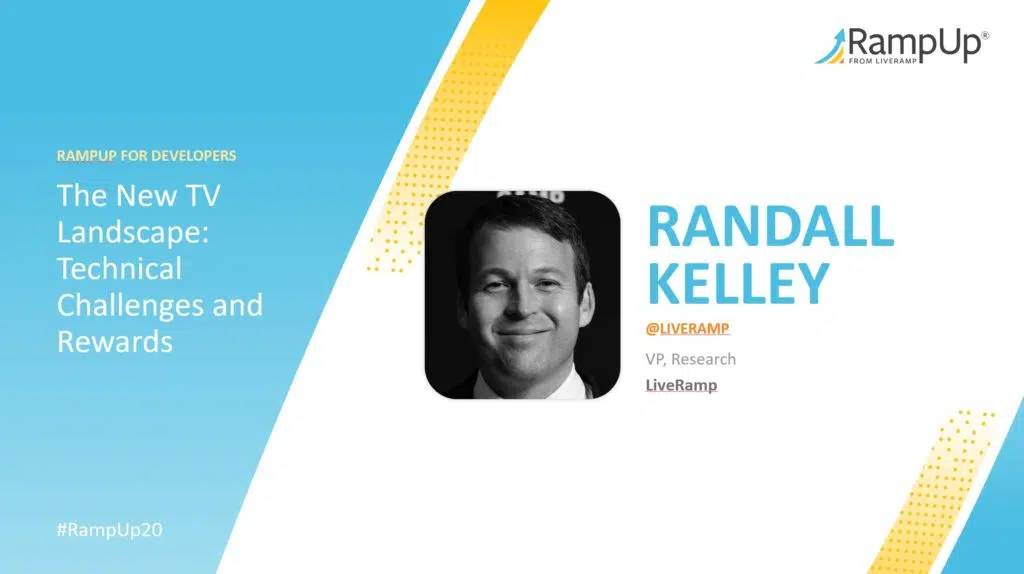 RampUp®
FROM LIVERAMP
RAMPUP FOR DEVELOPERS
The New TV
Landscape:
Technical
Challenges and
Rewards
RANDALL
KELLEY
@LIVERAMP
VP, Research
LiveRamp
#RampUp20